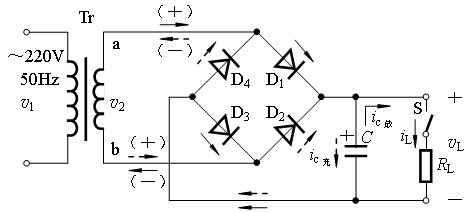 Tr
(+)
(−)
a
～220V
50Hz
v1
v2
D4
D1
D3
D2
b
(+)
(−)
+
C
ic放
ic充
S
+
iL
vL
RL
−